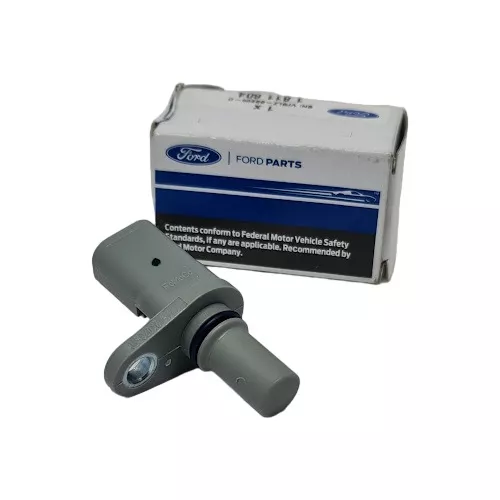 1 X
Ford
FORD PARTS
Contents conform to Federal Motor Vehicle Safety
Standards, if any are applicable. Recommended by
Motor Company.